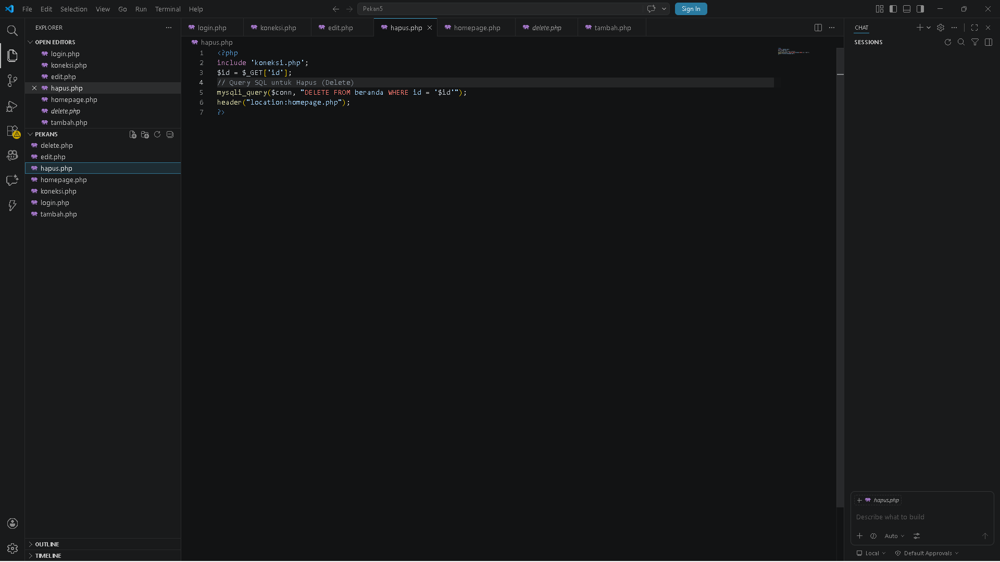 File Edit Selection View Go Run Terminal Help
Pekan5
Sign In
EXPLORER
OPEN EDITORS
login.php
koneksi.php
edit.php
hapus.php
homepage.php
delete.php
tambah.php
PEKAN5
delete.php
edit.php
hapus.php
homepage.php
koneksi.php
login.php
tambah.php
OUTLINE
TIMELINE
login.php koneksi.php edit.php hapus.php homepage.php delete.php tambah.php
hapus.php
1 <?php
2 include 'koneksi.php';
3 $id = $_GET['id'];
4 // Query SQL untuk Hapus (Delete)
5 mysqli_query($conn, "DELETE FROM beranda WHERE id = '$id'");
6 header("location:homepage.php");
7 ?>
CHAT
SESSIONS
hapus.php
Describe what to build
Auto
Local Default Approvals